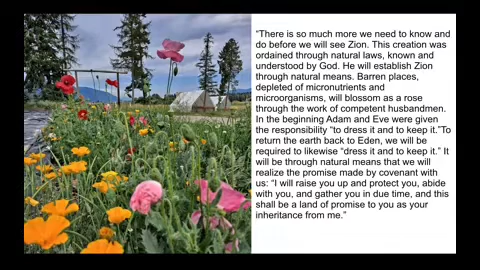 “There is so much more we need to know and
do before we will see Zion. This creation was
ordained through natural laws, known and
understood by God. He will establish Zion
through natural means. Barren places,
depleted of micronutrients and
microorganisms, will blossom as a rose
through the work of competent husbandmen.
In the beginning Adam and Eve were given
the responsibility “to dress it and to keep it.”To
return the earth back to Eden, we will be
required to likewise “dress it and to keep it.” It
will be through natural means that we will
realize the promise made by covenant with
us: “I will raise you up and protect you, abide
with you, and gather you in due time, and this
shall be a land of promise to you as your
inheritance from me.”